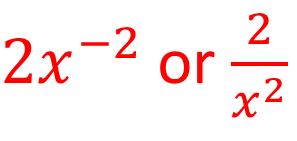 2x⁻² or 2/x²